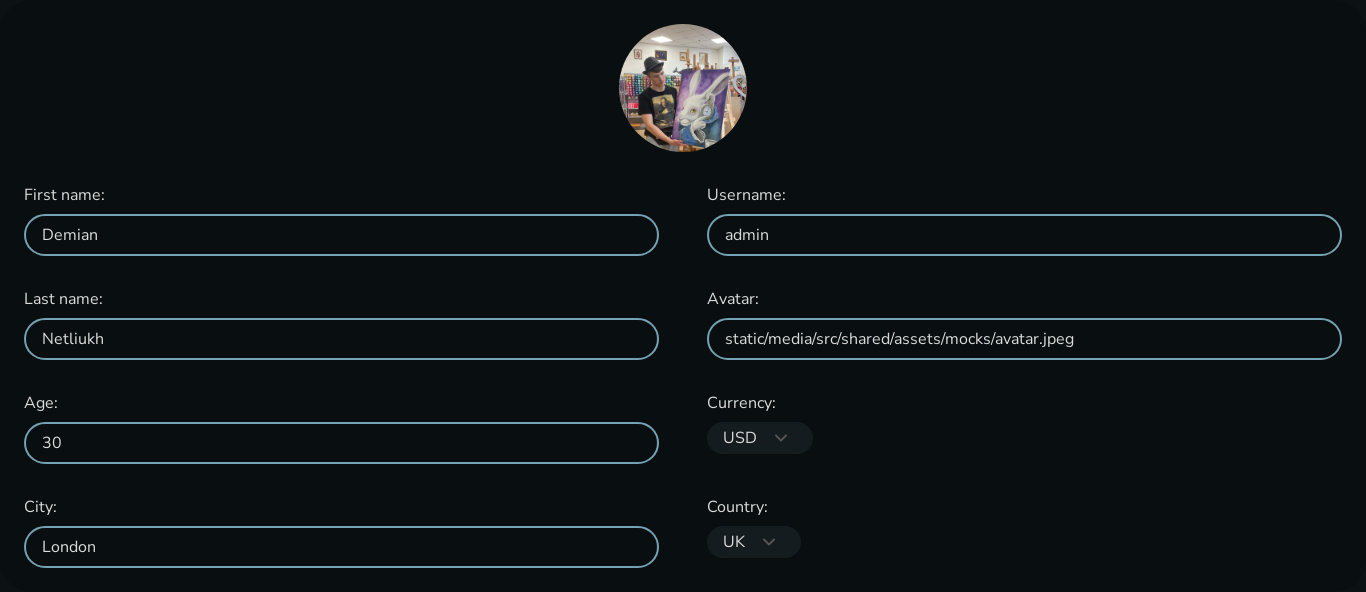 First name:
Demian
Username:
admin
Last name:
Netliukh
Avatar:
static/media/src/shared/assets/mocks/avatar.jpeg
Age:
30
Currency:
USD
City:
London
Country:
UK